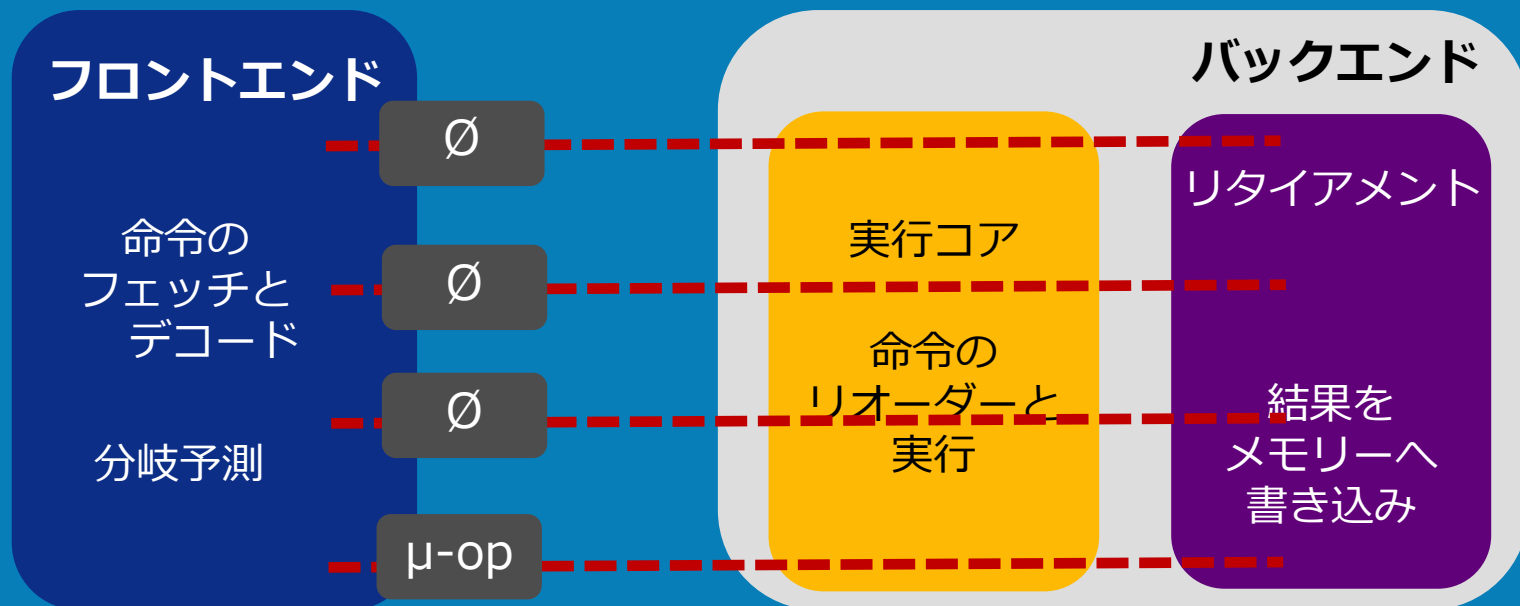 フロントエンド
命令の
フェッチと
デコード
分岐予測
Ø
Ø
Ø
μ-op
バックエンド
実行コア
命令の
リオーダーと
実行
リタイアメント
結果を
メモリーへ
書き込み